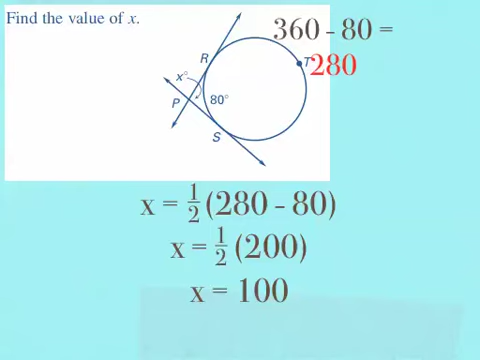 Find the value of x.
360 - 80 =
280
R
T
x°
P
80°
S
x = 1/2 (280 - 80)
x = 1/2 (200)
x = 100